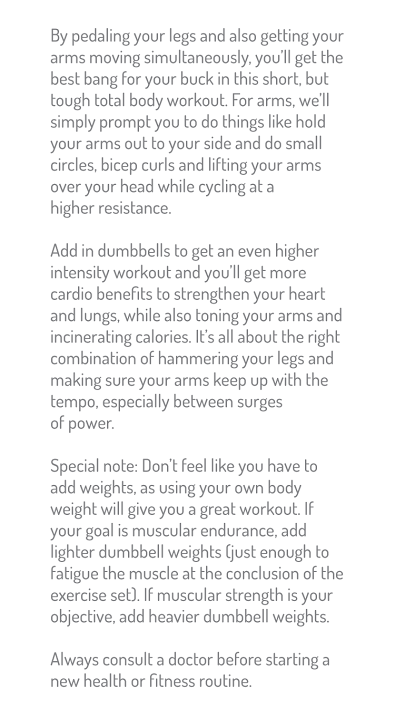 By pedaling your legs and also getting your
arms moving simultaneously, you'll get the
best bang for your buck in this short, but
tough total body workout. For arms, we'll
simply prompt you to do things like hold
your arms out to your side and do small
circles, bicep curls and lifting your arms
over your head while cycling at a
higher resistance.

Add in dumbbells to get an even higher
intensity workout and you'll get more
cardio benefits to strengthen your heart
and lungs, while also toning your arms and
incinerating calories. It's all about the right
combination of hammering your legs and
making sure your arms keep up with the
tempo, especially between surges
of power.

Special note: Don't feel like you have to
add weights, as using your own body
weight will give you a great workout. If
your goal is muscular endurance, add
lighter dumbbell weights (just enough to
fatigue the muscle at the conclusion of the
exercise set). If muscular strength is your
objective, add heavier dumbbell weights.

Always consult a doctor before starting a
new health or fitness routine.